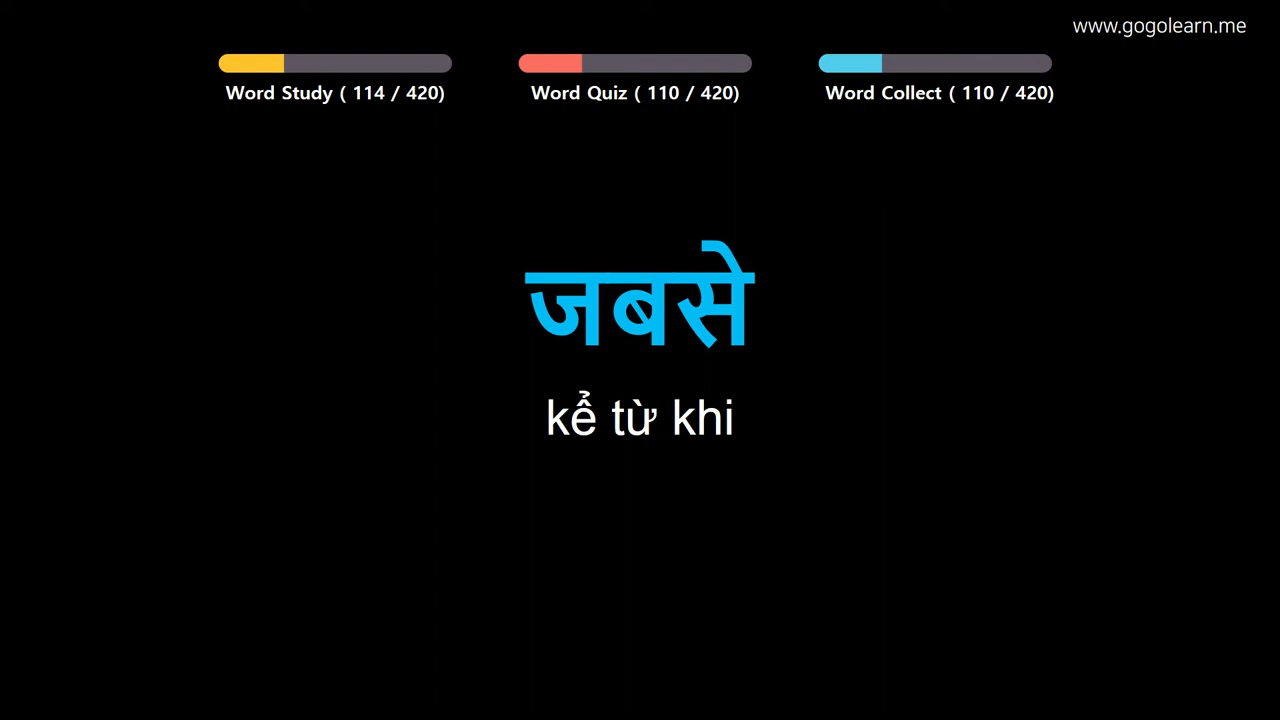 www.gogolearn.me
Word Study ( 114 / 420)
Word Quiz ( 110 / 420)
Word Collect ( 110 / 420)
जबसे
kể từ khi